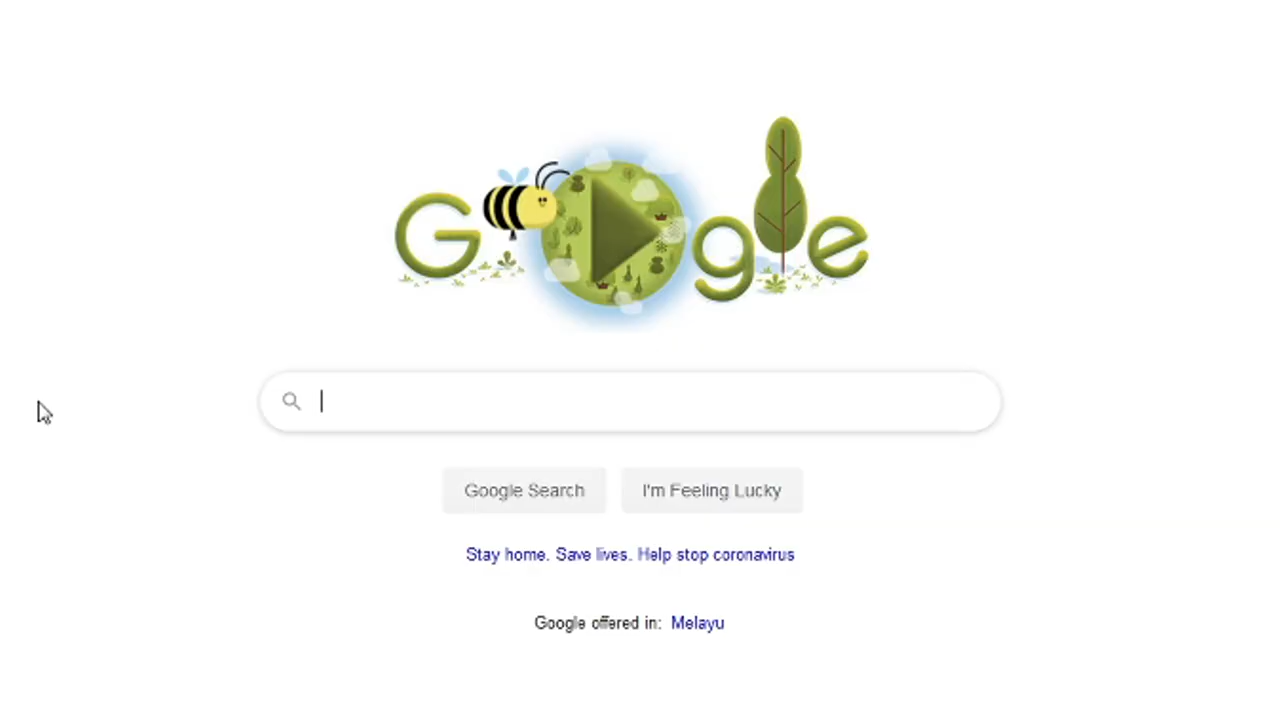 Google
Google Search
I'm Feeling Lucky
Stay home. Save lives. Help stop coronavirus
Google offered in: Melayu